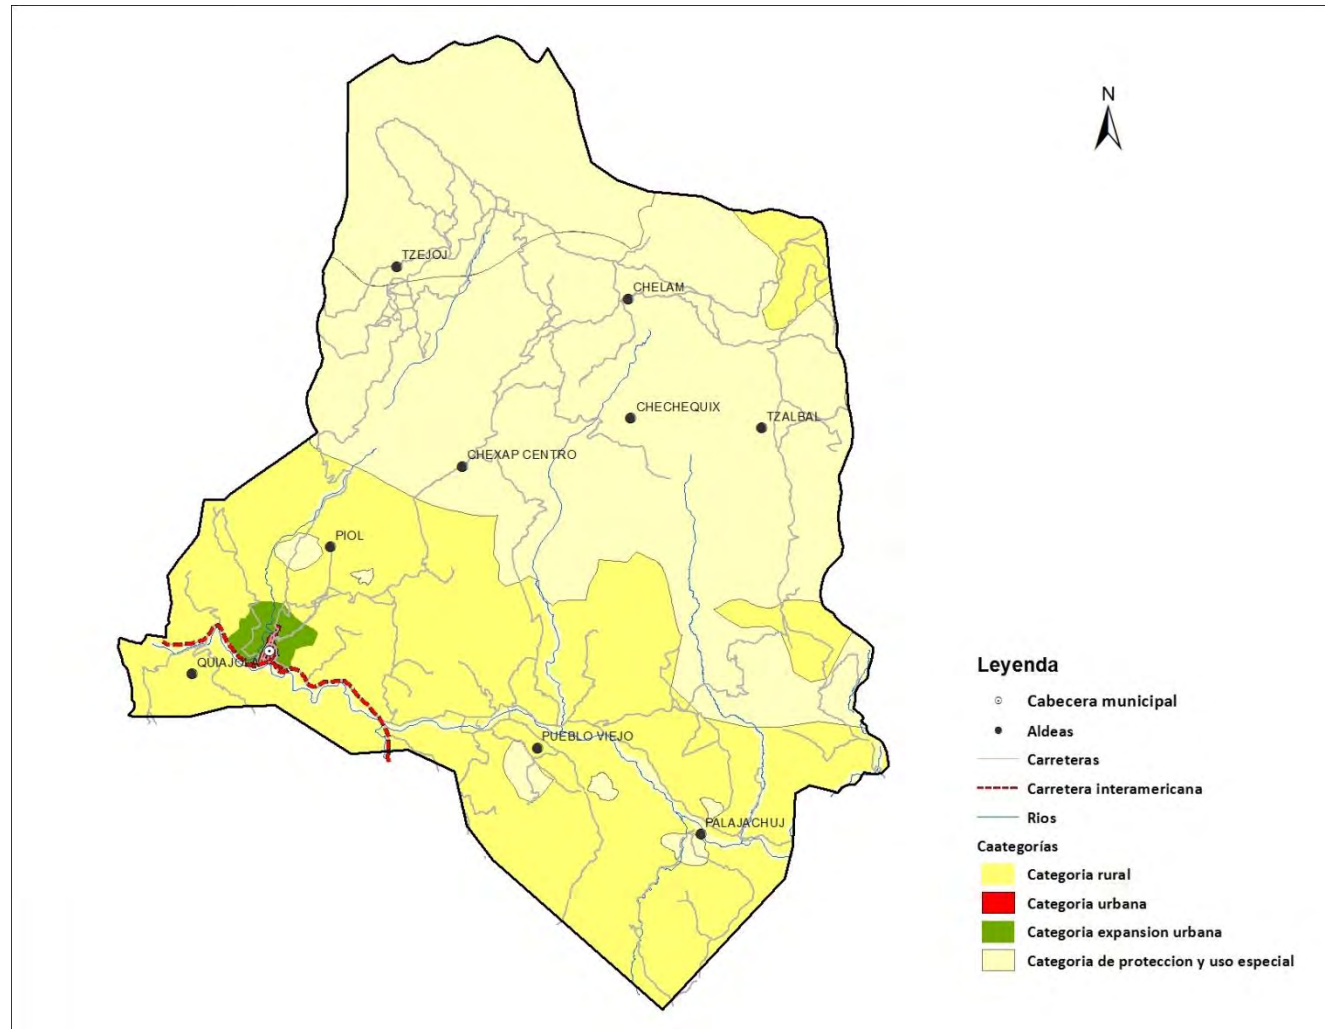 N
TZEJOJ
CHELAM
CHECHEQUIX
TZALBAL
CHEXAP CENTRO
PIOL
PUEBLO VIEJO
PALAJACHUJ
Leyenda
Cabecera municipal
Aldeas
Carreteras
Carretera interamericana
Rios
Caategorías
Categoria rural
Categoria urbana
Categoria expansion urbana
Categoria de proteccion y uso especial